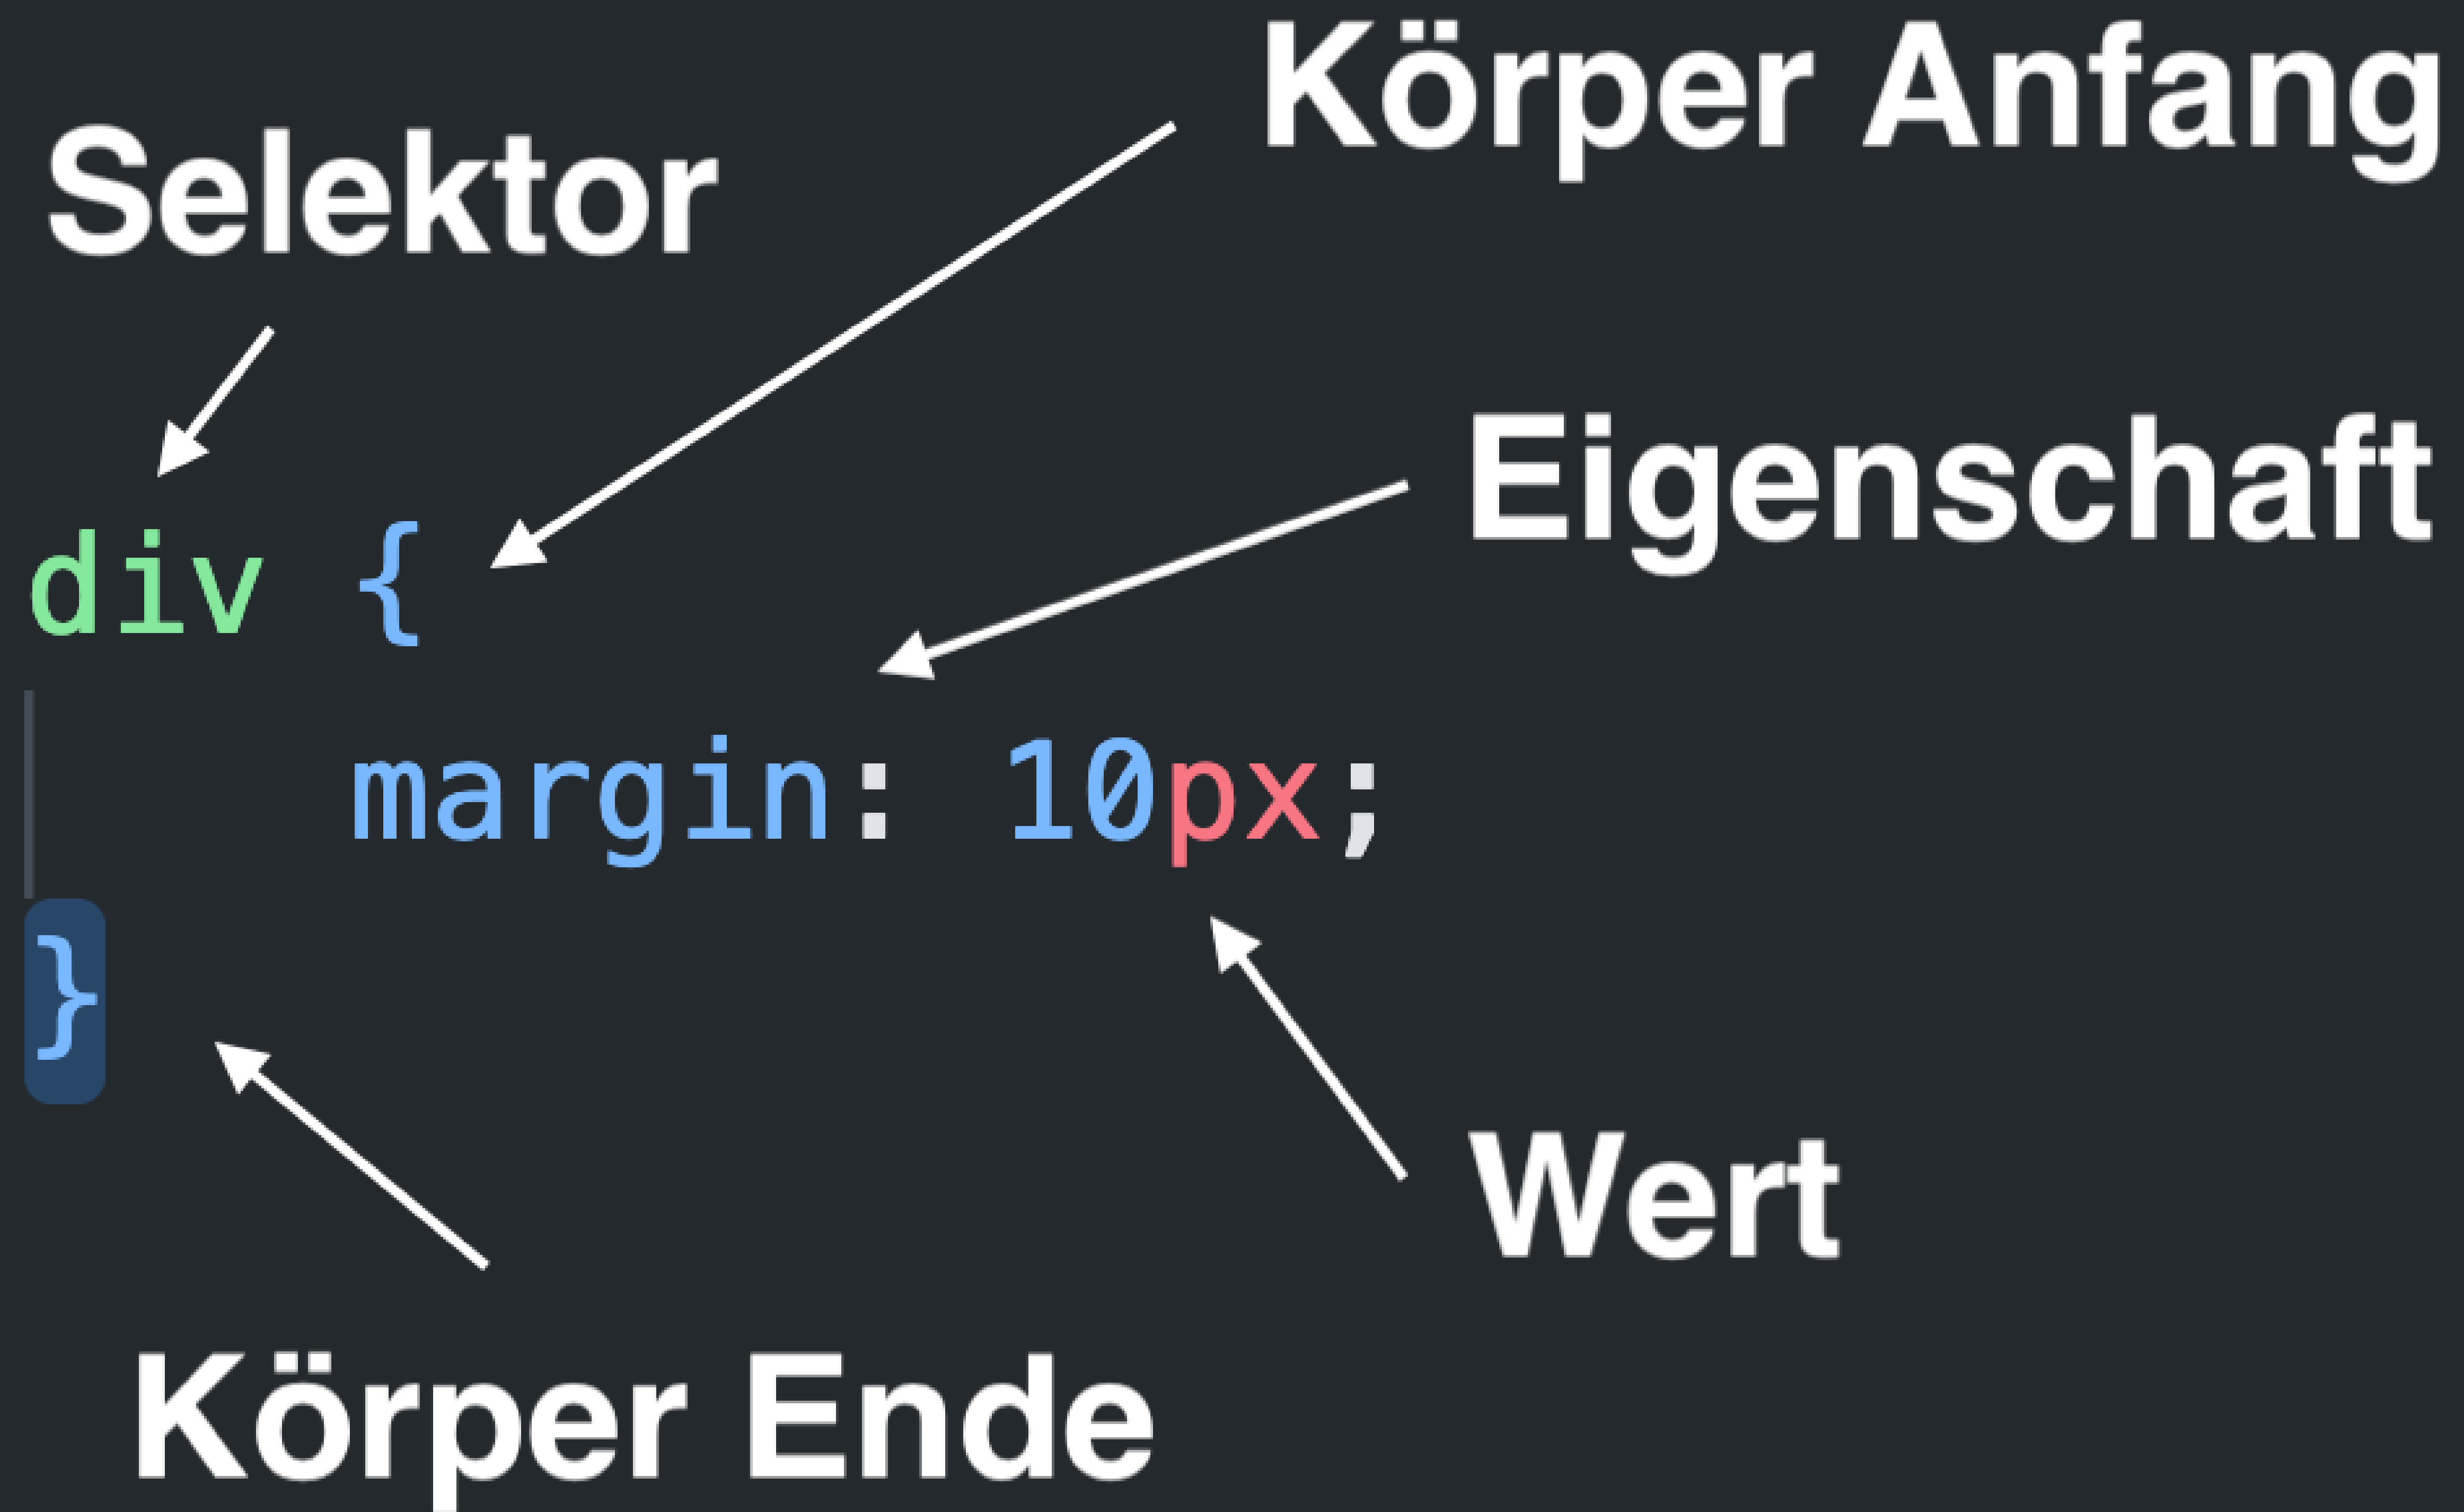 Körper Anfang
Selektor
Eigenschaft
div {
margin: 10px;
}
Wert
Körper Ende